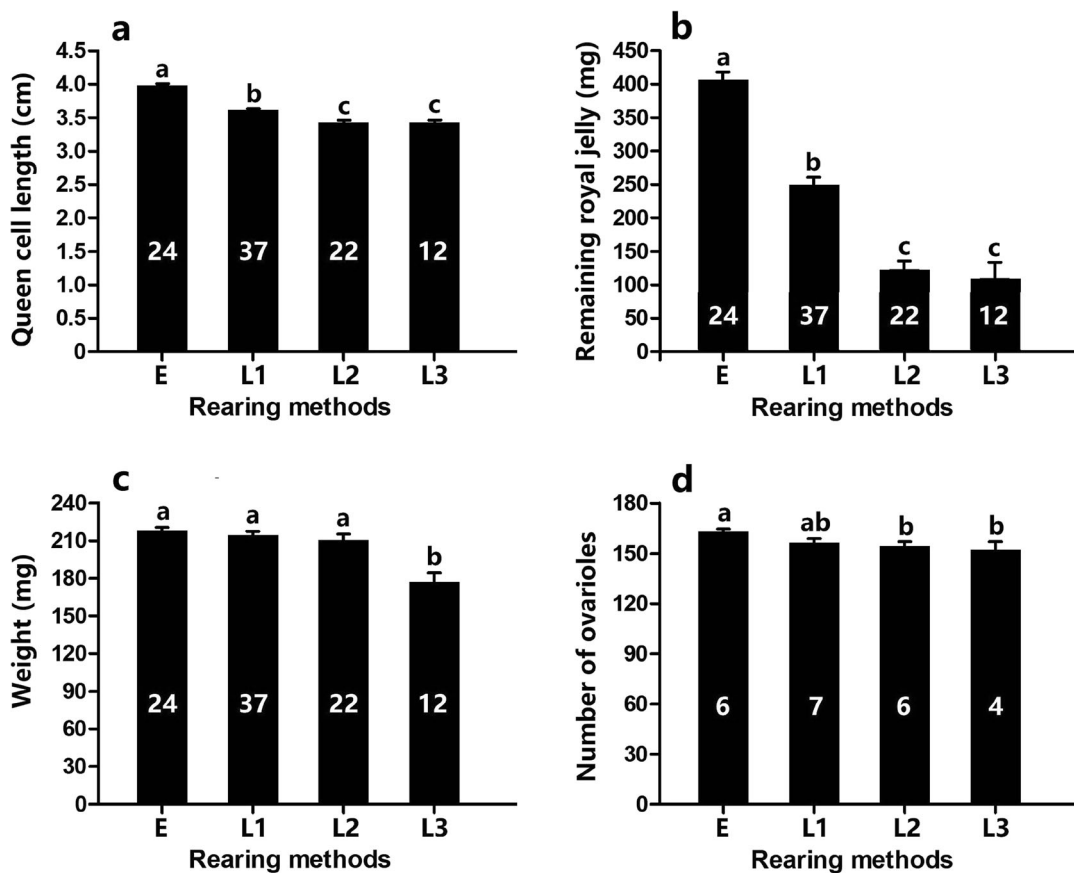 a
Queen cell length (cm)
4.5
4.0
3.5
3.0
2.5
2.0
1.5
1.0
0.5
0
a
b
c
c
24
37
22
12
E
L1
L2
L3
Rearing methods
b
Remaining royal jelly (mg)
450
400
350
300
250
200
150
100
50
0
a
b
c
c
24
37
22
12
E
L1
L2
L3
Rearing methods
c
Weight (mg)
240
210
180
150
120
90
60
30
0
a
a
a
b
24
37
22
12
E
L1
L2
L3
Rearing methods
d
Number of ovarioles
180
150
120
90
60
30
0
a
ab
b
b
6
7
6
4
E
L1
L2
L3
Rearing methods